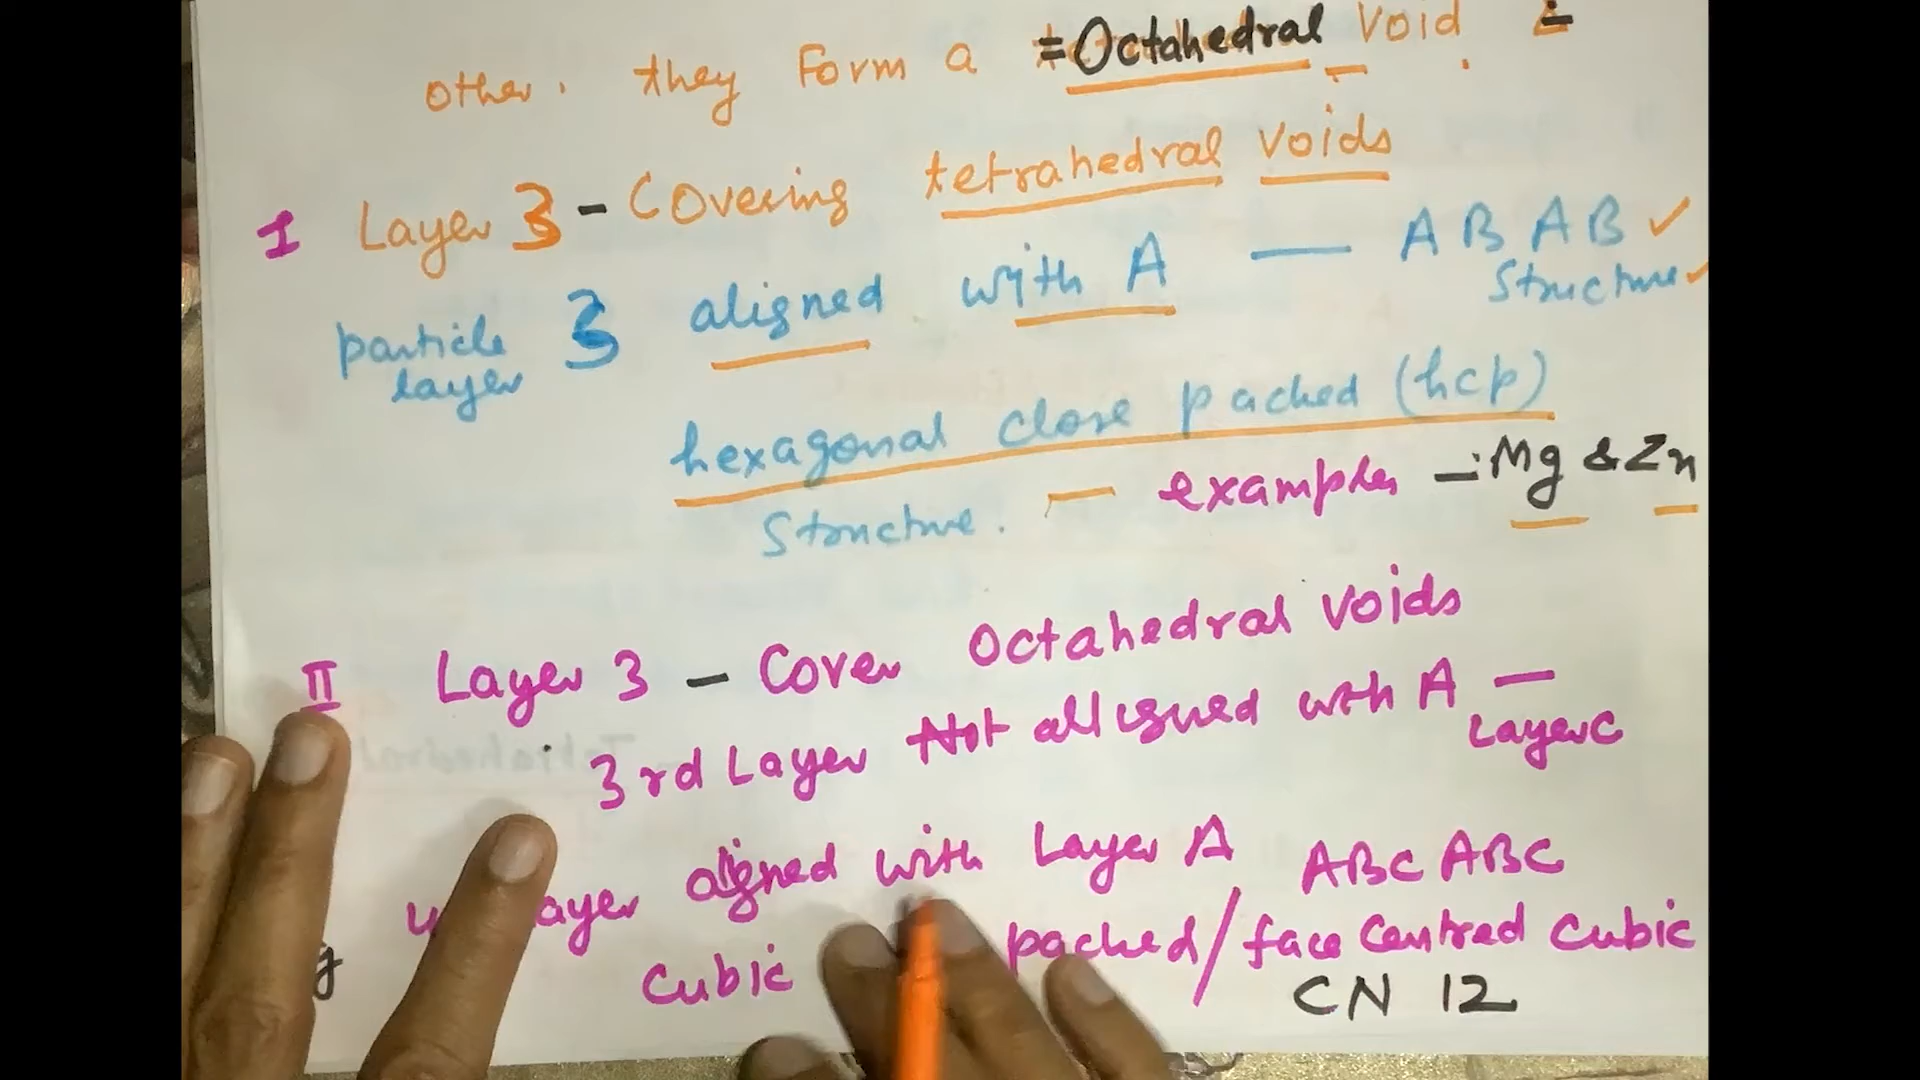 other. they form a =Octahedral void
I Layer 3 - Covering tetrahedral voids
particle layer 3 aligned with A — A B A B ✓
Structure ✓
hexagonal close packed (hcp)
Structure. — examples - Mg & Zn
II Layer 3 - Cover Octahedral voids
3rd Layer Not alligned with A — Layer C
ayer aligned with Layer A ABC ABC
Cubic packed/face Centred Cubic
CN 12